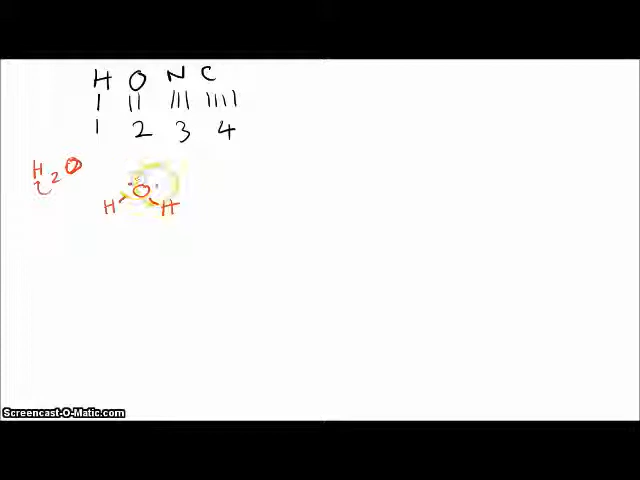 H O N C
| || ||| ||||
1 2 3 4
H2O
O
H H
Screencast-O-Matic.com